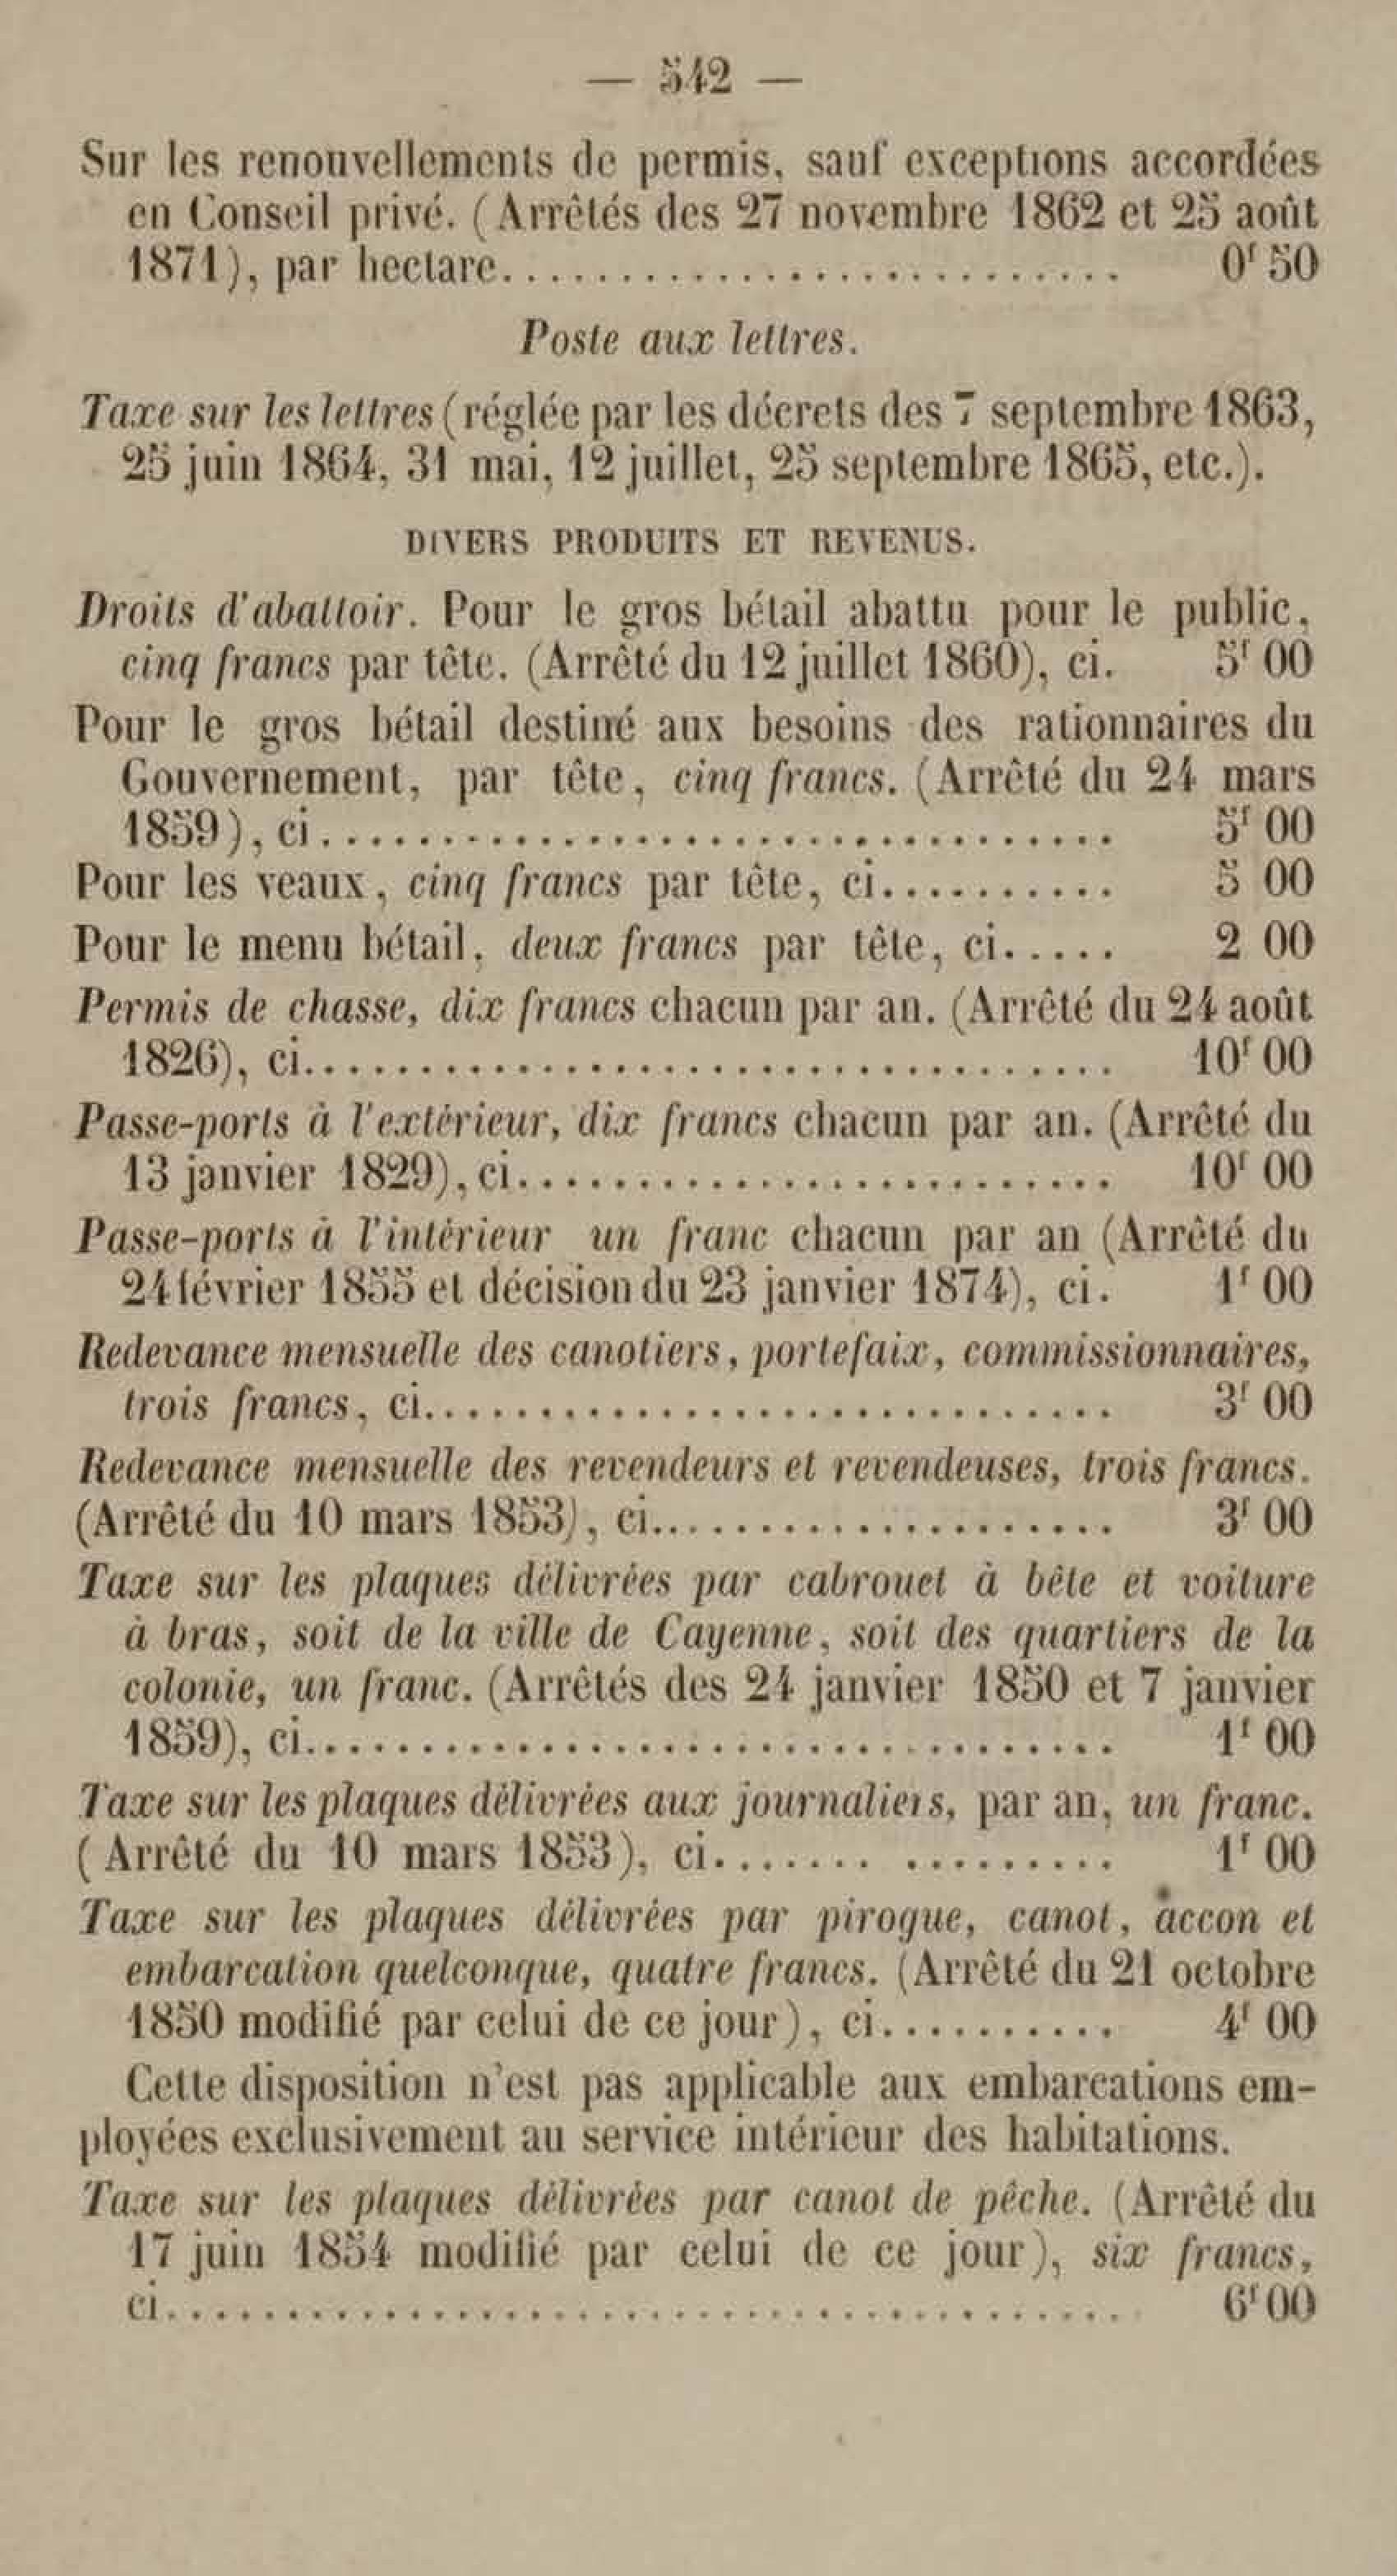 — 542 —
Sur les renouvellements de permis, sauf exceptions accordées
en Conseil privé. (Arrêtés des 27 novembre 1862 et 25 août
1871), par hectare.......................... 0f 50
Poste aux lettres.
Taxe sur les lettres (réglée par les décrets des 7 septembre 1863,
25 juin 1864, 31 mai, 12 juillet, 25 septembre 1865, etc.).
DIVERS PRODUITS ET REVENUS.
Droits d'abattoir. Pour le gros bétail abattu pour le public,
cinq francs par tête. (Arrêté du 12 juillet 1860), ci. 5f 00
Pour le gros bétail destiné aux besoins des rationnaires du
Gouvernement, par tête, cinq francs. (Arrêté du 24 mars
1859), ci................................. 5f 00
Pour les veaux, cinq francs par tête, ci.......... 5 00
Pour le menu bétail, deux francs par tête, ci..... 2 00
Permis de chasse, dix francs chacun par an. (Arrêté du 24 août
1826), ci.................................. 10f 00
Passe-ports à l'extérieur, dix francs chacun par an. (Arrêté du
13 janvier 1829), ci......................... 10f 00
Passe-ports à l'intérieur un franc chacun par an (Arrêté du
24 février 1855 et décision du 23 janvier 1874), ci. 1f 00
Redevance mensuelle des canotiers, portefaix, commissionnaires,
trois francs, ci............................. 3f 00
Redevance mensuelle des revendeurs et revendeuses, trois francs.
(Arrêté du 10 mars 1853), ci.................... 3f 00
Taxe sur les plaques délivrées par cabrouet à bête et voiture
à bras, soit de la ville de Cayenne, soit des quartiers de la
colonie, un franc. (Arrêtés des 24 janvier 1850 et 7 janvier
1859), ci.................................. 1f 00
Taxe sur les plaques délivrées aux journaliers, par an, un franc.
(Arrêté du 10 mars 1853), ci....... ......... 1f 00
Taxe sur les plaques délivrées par pirogue, canot, accon et
embarcation quelconque, quatre francs. (Arrêté du 21 octobre
1850 modifié par celui de ce jour), ci.......... 4f 00
Cette disposition n'est pas applicable aux embarcations em-
ployées exclusivement au service intérieur des habitations.
Taxe sur les plaques délivrées par canot de pêche. (Arrêté du
17 juin 1854 modifié par celui de ce jour), six francs,
ci........................................ 6f 00